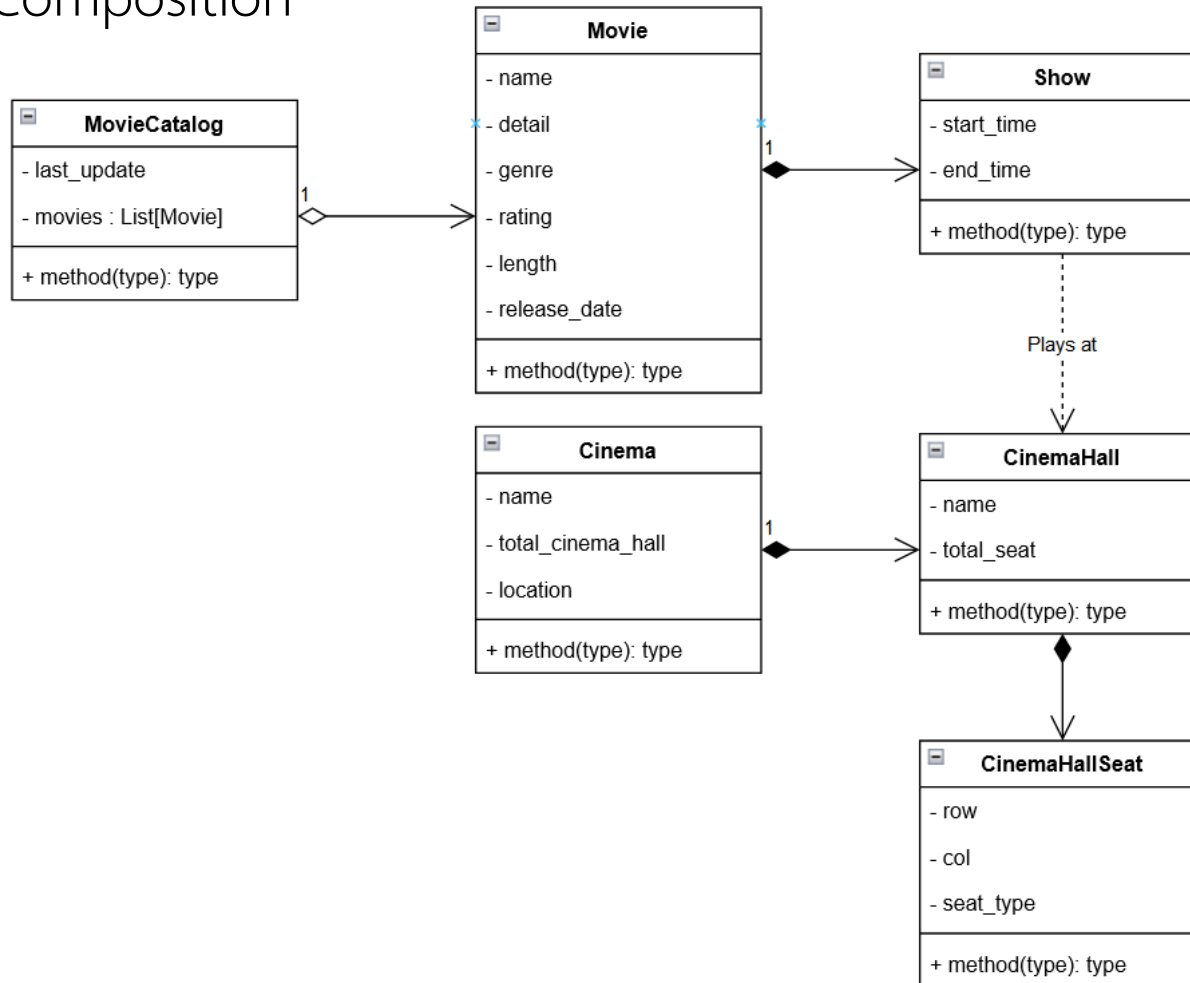 Composition
MovieCatalog
- last_update
- movies : List[Movie]
+ method(type): type
1
Movie
- name
- detail
- genre
- rating
- length
- release_date
+ method(type): type
1
Show
- start_time
- end_time
+ method(type): type
Plays at
Cinema
- name
- total_cinema_hall
- location
+ method(type): type
1
CinemaHall
- name
- total_seat
+ method(type): type
CinemaHallSeat
- row
- col
- seat_type
+ method(type): type